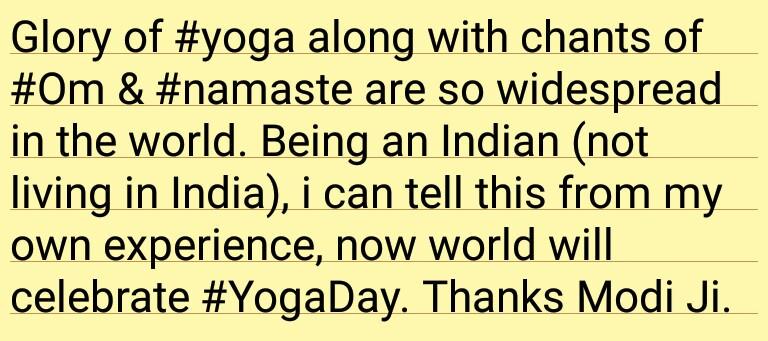 Glory of #yoga along with chants of
#Om & #namaste are so widespread
in the world. Being an Indian (not
living in India), i can tell this from my
own experience, now world will
celebrate #YogaDay. Thanks Modi Ji.